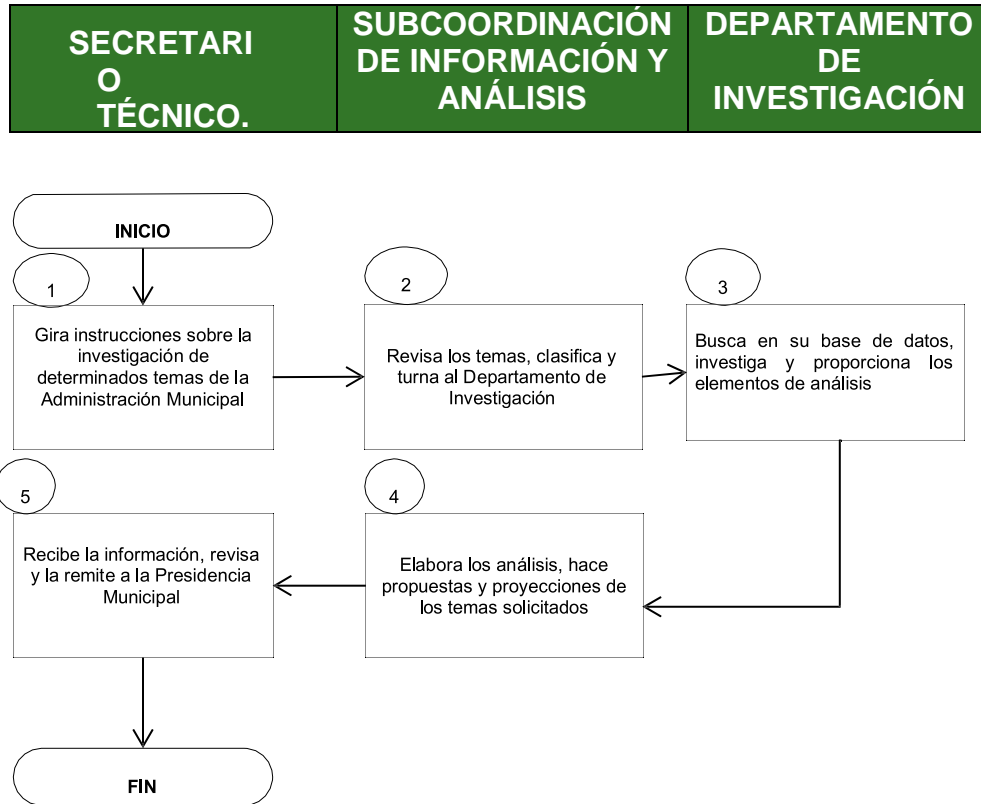 SECRETARI
O
TÉCNICO.
SUBCOORDINACIÓN
DE INFORMACIÓN Y
ANÁLISIS
DEPARTAMENTO
DE
INVESTIGACIÓN
INICIO
1
Gira instrucciones sobre la
investigación de
determinados temas de la
Administración Municipal
2
Revisa los temas, clasifica y
turna al Departamento de
Investigación
3
Busca en su base de datos,
investiga y proporciona los
elementos de análisis
4
Elabora los análisis, hace
propuestas y proyecciones de
los temas solicitados
5
Recibe la información, revisa
y la remite a la Presidencia
Municipal
FIN